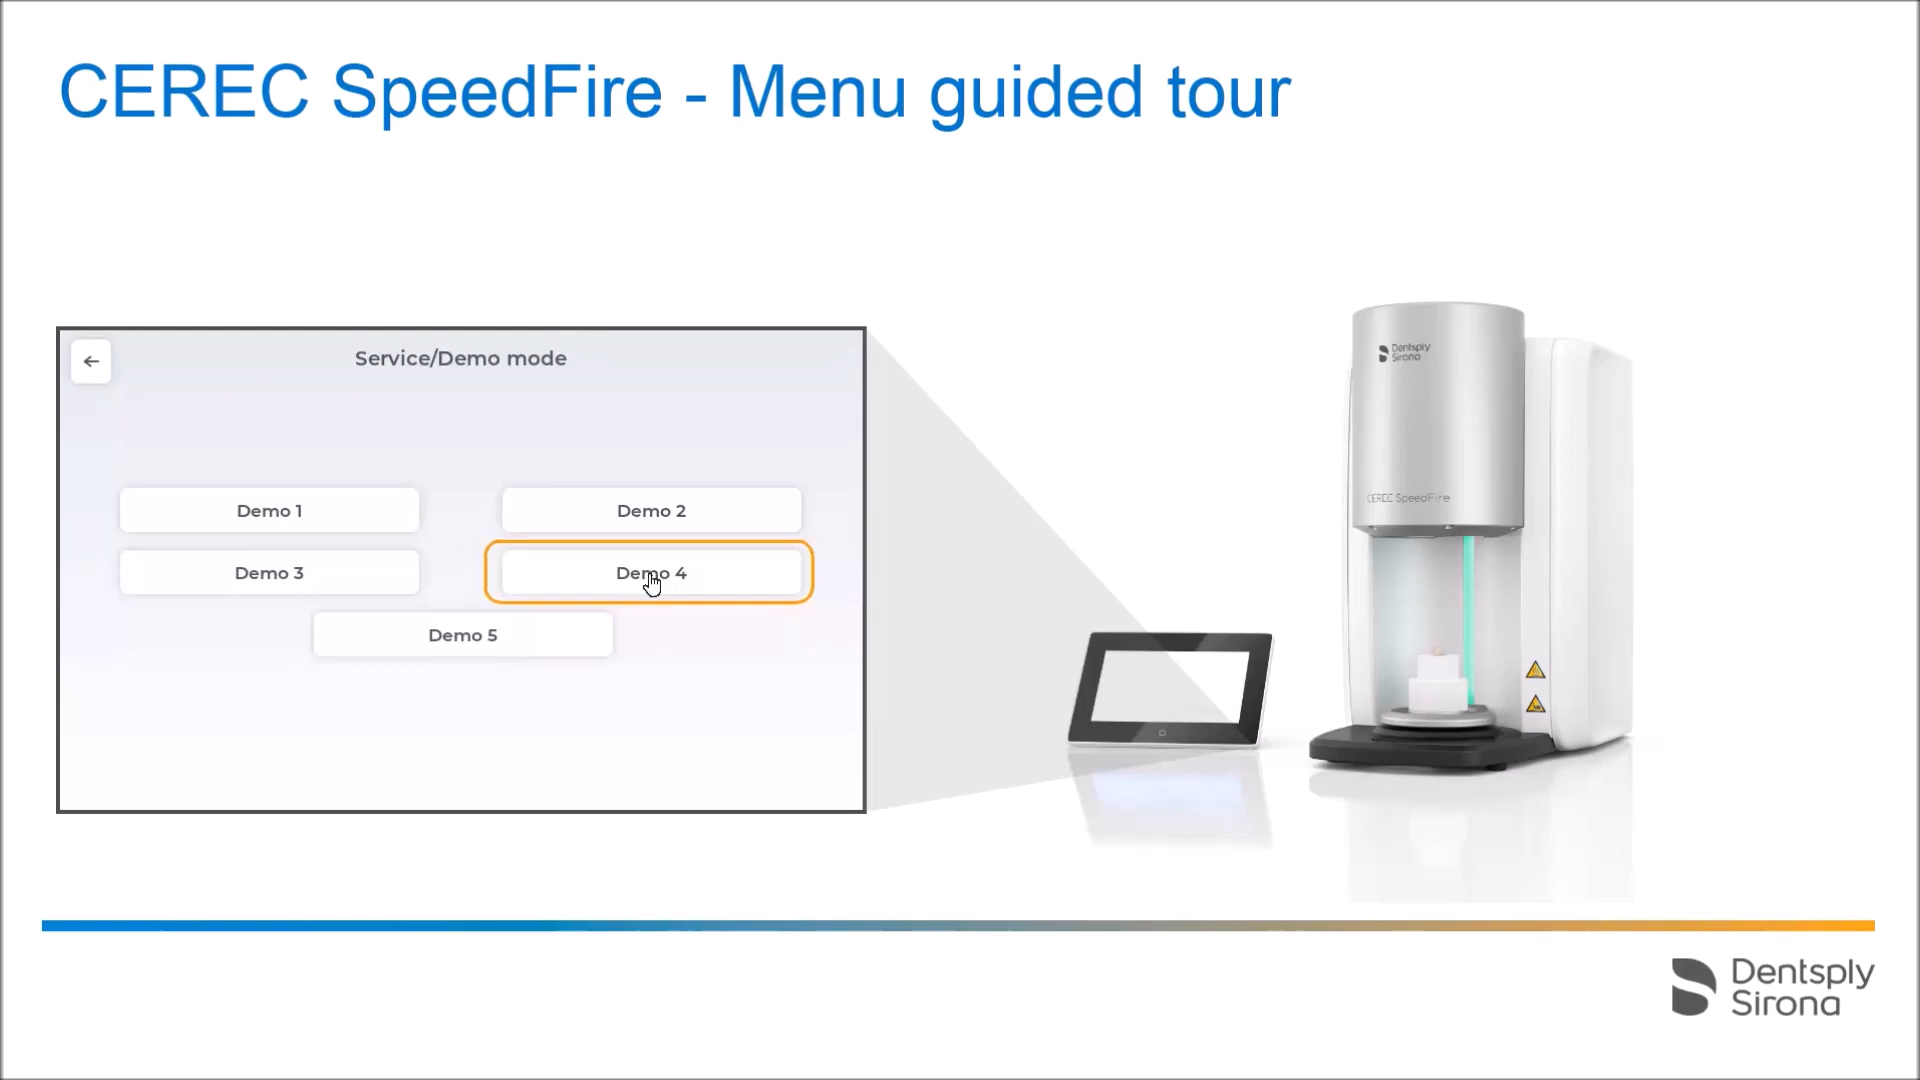 CEREC SpeedFire - Menu guided tour
Service/Demo mode
Demo 1
Demo 2
Demo 3
Demo 4
Demo 5
Dentsply
Sirona
CEREC SpeedFire
Dentsply
Sirona